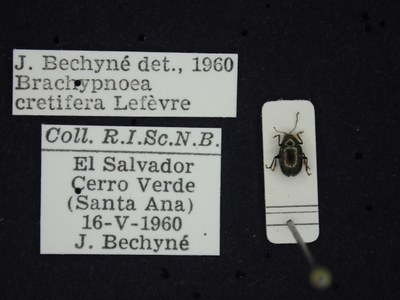 J. Bechyné det., 1960
Brachypnoea
cretifera Lefèvre
Coll. R.I.Sc.N.B.
El Salvador
Cerro Verde
(Santa Ana)
16-V-1960
J. Bechyné